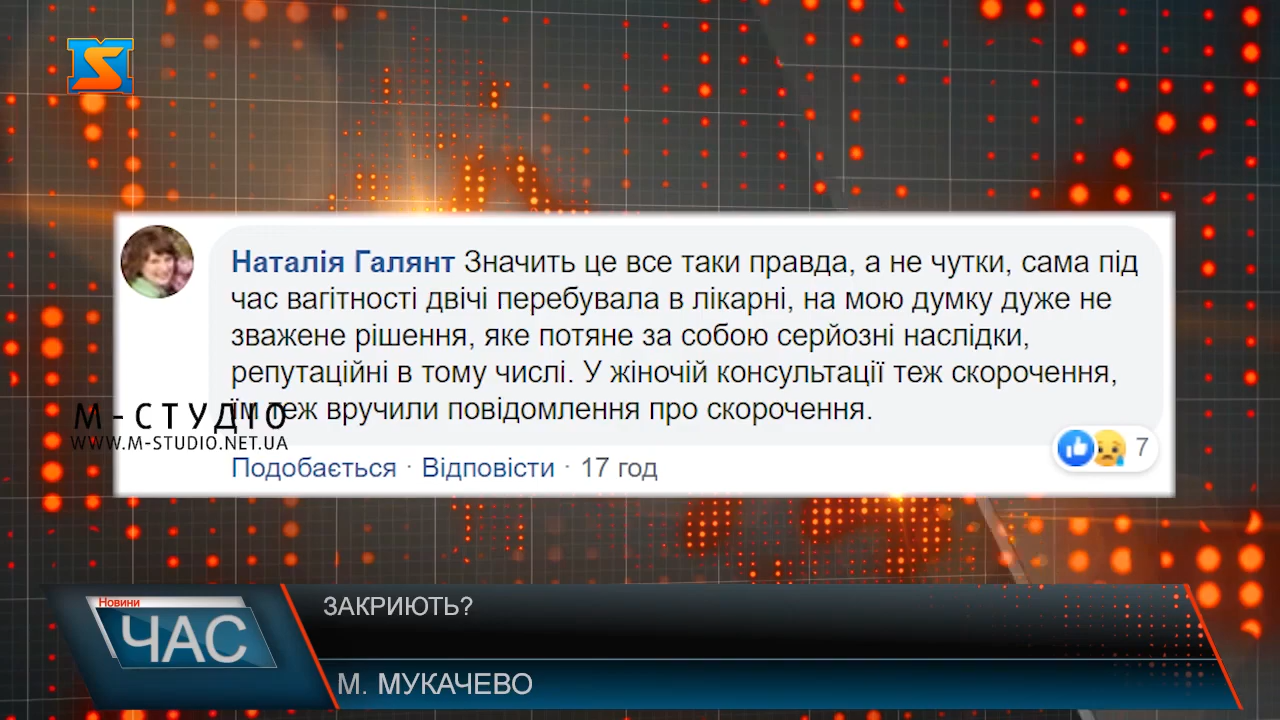 Наталія Галянт Значить це все таки правда, а не чутки, сама під
час вагітності двічі перебувала в лікарні, на мою думку дуже не
зважене рішення, яке потяне за собою серйозні наслідки,
репутаційні в тому числі. У жіночій консультації теж скорочення,
їм теж вручили повідомлення про скорочення.
М-СТУДІО
WWW.M-STUDIO.NET.UA
7
Подобається · Відповісти · 17 год
Новини
ЧАС
ЗАКРИЮТЬ?
М. МУКАЧЕВО